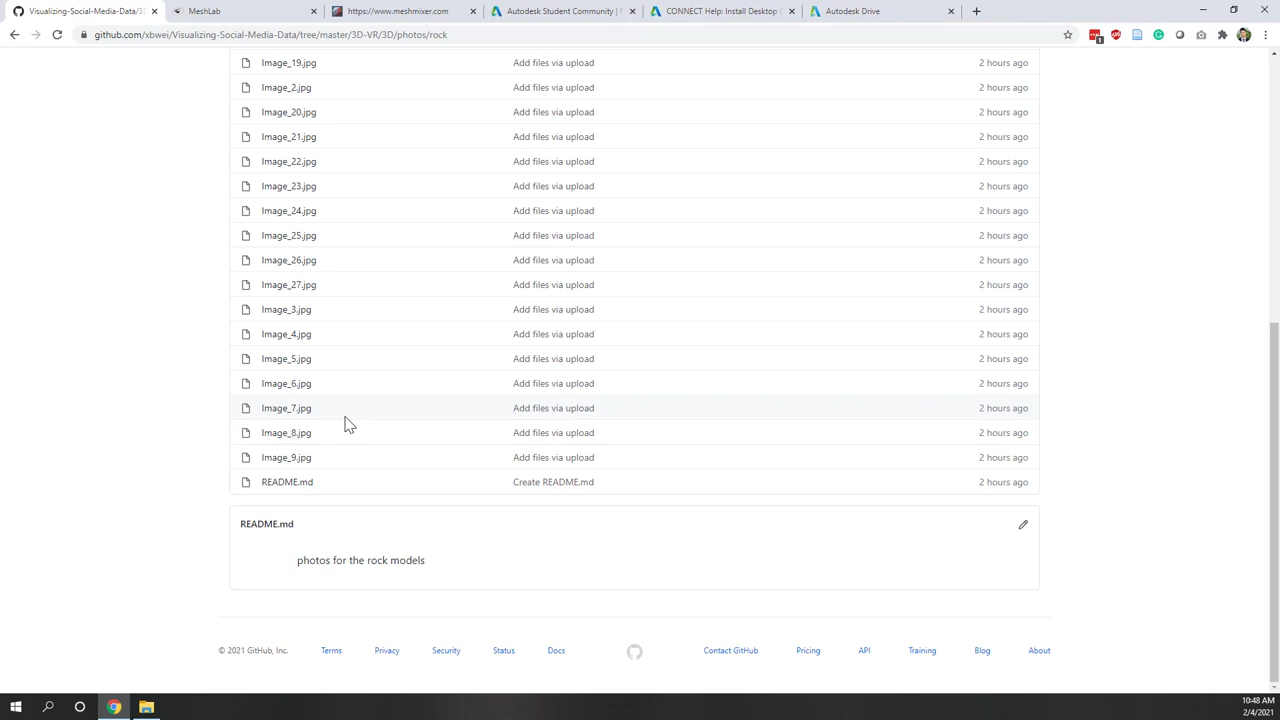 Visualizing-Social-Media-Data/3D
MeshLab
https://www.meshmixer.com
Autodesk Student Community |
CONNECT Help: Install Desktop C
Autodesk Drive
github.com/xbwei/Visualizing-Social-Media-Data/tree/master/3D-VR/3D/photos/rock
1
Image_19.jpg Add files via upload 2 hours ago
Image_2.jpg Add files via upload 2 hours ago
Image_20.jpg Add files via upload 2 hours ago
Image_21.jpg Add files via upload 2 hours ago
Image_22.jpg Add files via upload 2 hours ago
Image_23.jpg Add files via upload 2 hours ago
Image_24.jpg Add files via upload 2 hours ago
Image_25.jpg Add files via upload 2 hours ago
Image_26.jpg Add files via upload 2 hours ago
Image_27.jpg Add files via upload 2 hours ago
Image_3.jpg Add files via upload 2 hours ago
Image_4.jpg Add files via upload 2 hours ago
Image_5.jpg Add files via upload 2 hours ago
Image_6.jpg Add files via upload 2 hours ago
Image_7.jpg Add files via upload 2 hours ago
Image_8.jpg Add files via upload 2 hours ago
Image_9.jpg Add files via upload 2 hours ago
README.md Create README.md 2 hours ago
README.md
photos for the rock models
© 2021 GitHub, Inc. Terms Privacy Security Status Docs Contact GitHub Pricing API Training Blog About
10:48 AM
2/4/2021